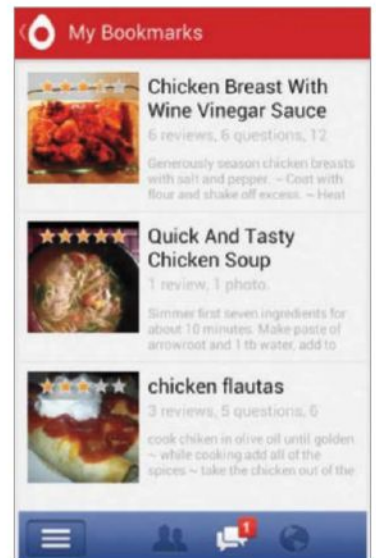 My Bookmarks
Chicken Breast With
Wine Vinegar Sauce
6 reviews, 6 questions, 12
Generously season chicken breasts
with salt and pepper. ~ Coat with
flour and shake off excess. ~ Heat
Quick And Tasty
Chicken Soup
1 review, 1 photo.
Simmer first seven ingredients for
about 10 minutes. Make paste of
arrowroot and 1 tb water, add to
chicken flautas
3 reviews, 5 questions, 6
cook chiken in olive oil until golden
~ while cooking add all of the
spices ~ take the chicken out of the
1